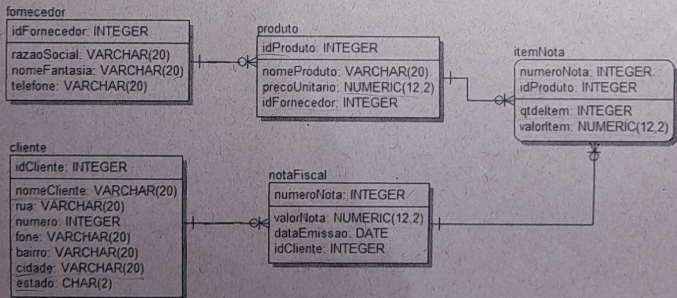 fornecedor
idFornecedor: INTEGER
razaoSocial: VARCHAR(20)
nomeFantasia: VARCHAR(20)
telefone: VARCHAR(20)
produto
idProduto: INTEGER
nomeProduto: VARCHAR(20)
precoUnitario: NUMERIC(12,2)
idFornecedor: INTEGER
itemNota
numeroNota: INTEGER
idProduto: INTEGER
qtdeItem: INTEGER
valorItem: NUMERIC(12,2)
cliente
idCliente: INTEGER
nomeCliente: VARCHAR(20)
rua: VARCHAR(20)
numero: INTEGER
fone: VARCHAR(20)
bairro: VARCHAR(20)
cidade: VARCHAR(20)
estado: CHAR(2)
notaFiscal
numeroNota: INTEGER
valorNota: NUMERIC(12,2)
dataEmissao: DATE
idCliente: INTEGER